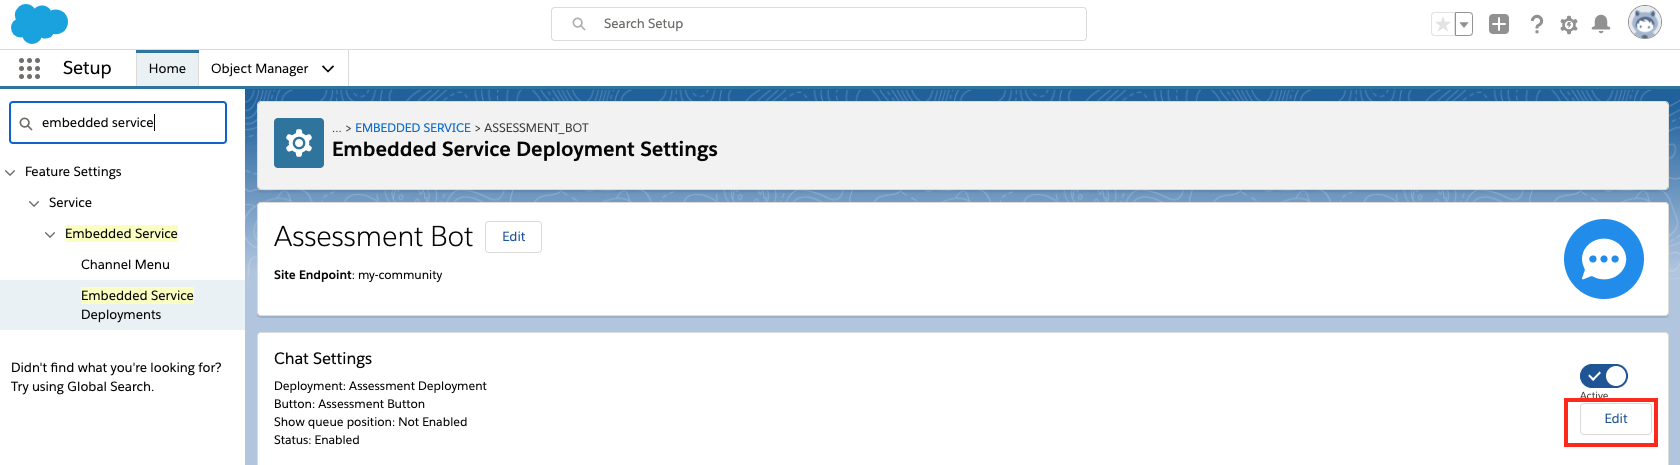 Search Setup
Setup
Home
Object Manager
embedded service
Feature Settings
Service
Embedded Service
Channel Menu
Embedded Service
Deployments
Didn't find what you're looking for?
Try using Global Search.
... > EMBEDDED SERVICE > ASSESSMENT_BOT
Embedded Service Deployment Settings
Assessment Bot
Edit
Site Endpoint: my-community
Chat Settings
Deployment: Assessment Deployment
Button: Assessment Button
Show queue position: Not Enabled
Status: Enabled
Active
Edit